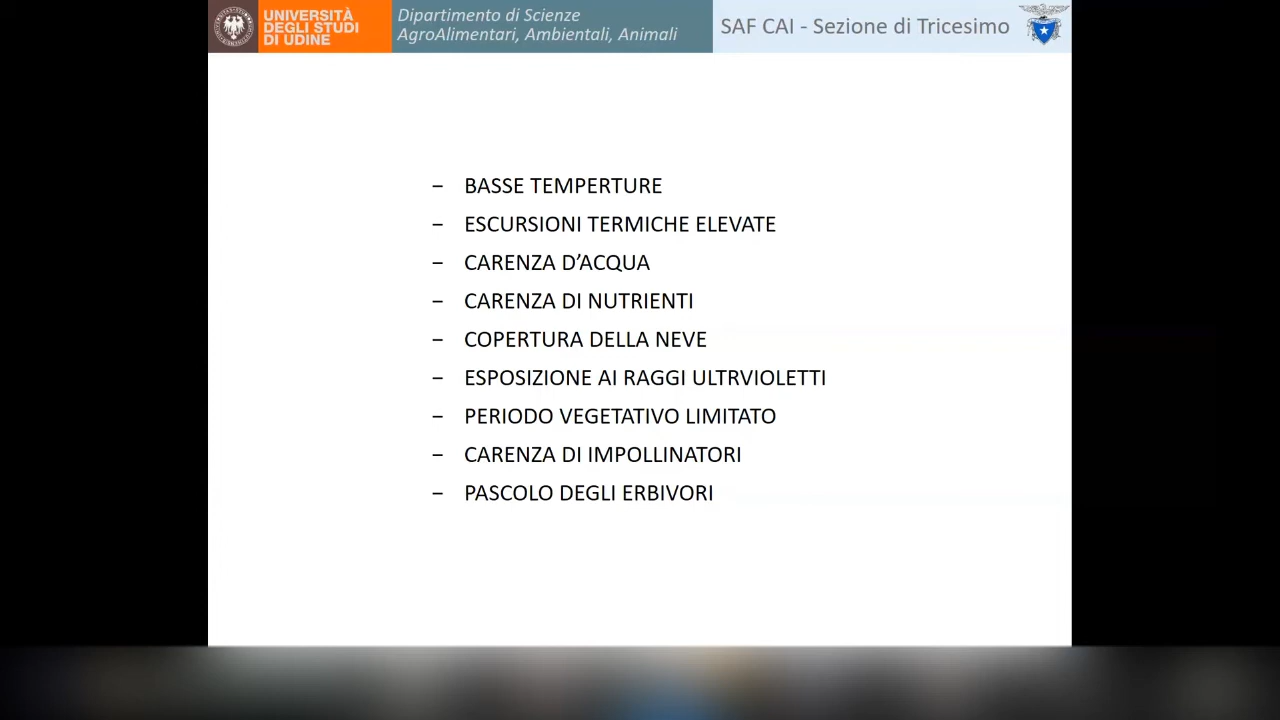 UNIVERSITÀ
DEGLI STUDI
DI UDINE
Dipartimento di Scienze
AgroAlimentari, Ambientali, Animali
SAF CAI - Sezione di Tricesimo
– BASSE TEMPERTURE
– ESCURSIONI TERMICHE ELEVATE
– CARENZA D’ACQUA
– CARENZA DI NUTRIENTI
– COPERTURA DELLA NEVE
– ESPOSIZIONE AI RAGGI ULTRVIOLETTI
– PERIODO VEGETATIVO LIMITATO
– CARENZA DI IMPOLLINATORI
– PASCOLO DEGLI ERBIVORI